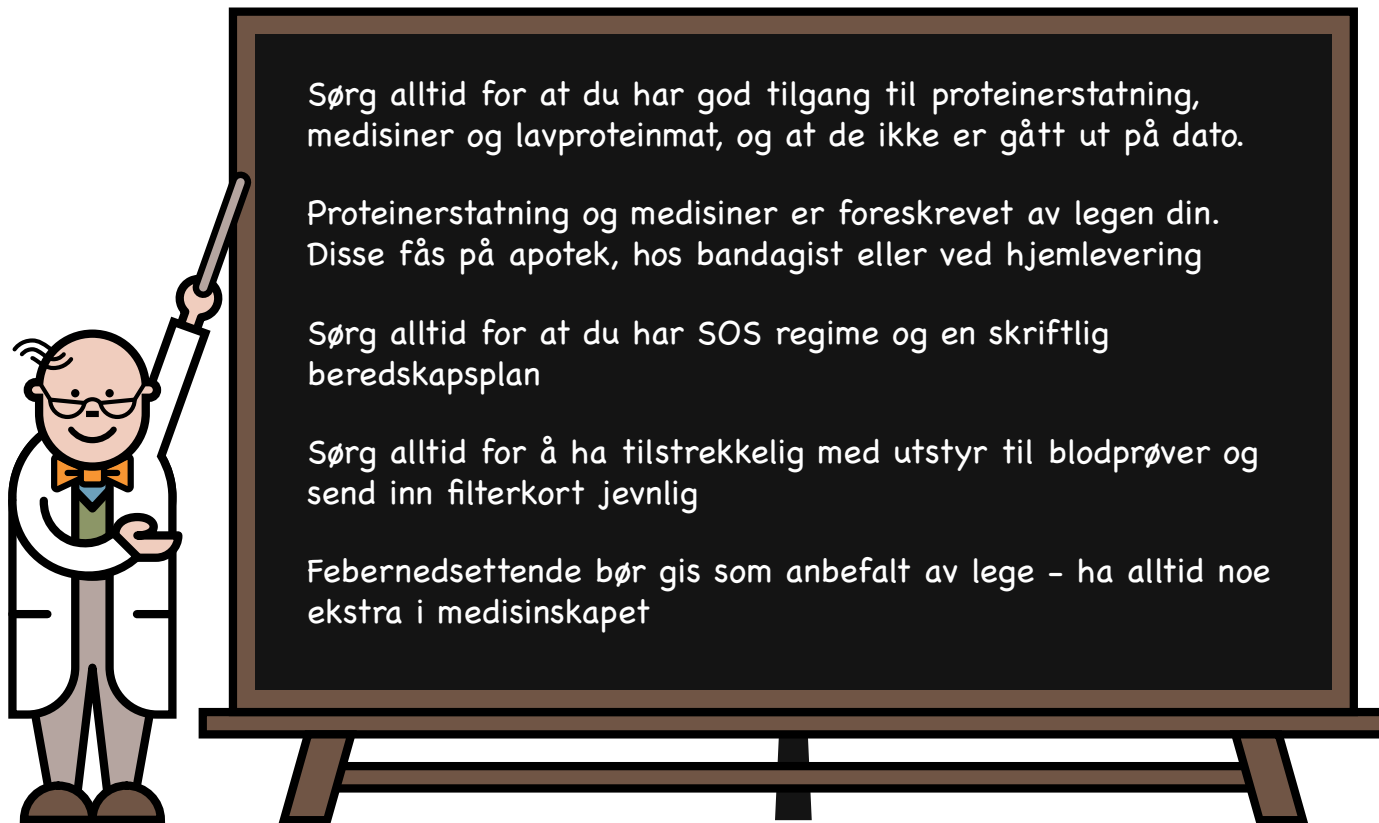 Sørg alltid for at du har god tilgang til proteinerstatning,
medisiner og lavproteinmat, og at de ikke er gått ut på dato.
Proteinerstatning og medisiner er foreskrevet av legen din.
Disse fås på apotek, hos bandagist eller ved hjemlevering
Sørg alltid for at du har SOS regime og en skriftlig
beredskapsplan
Sørg alltid for å ha tilstrekkelig med utstyr til blodprøver og
send inn filterkort jevnlig
Febernedsettende bør gis som anbefalt av lege – ha alltid noe
ekstra i medisinskapet